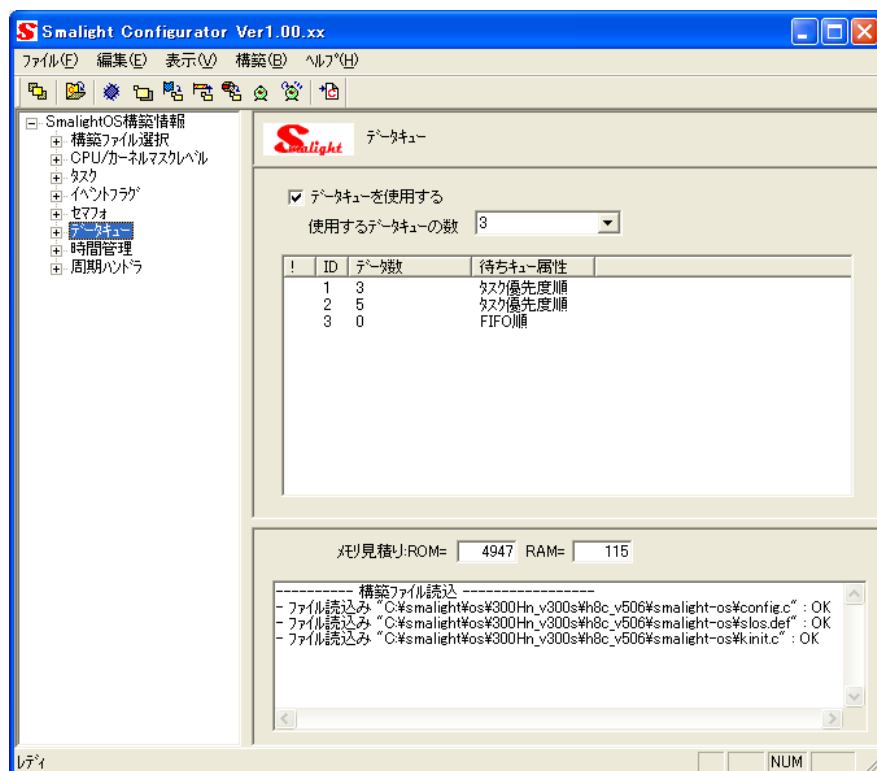 Smalight Configurator Ver1.00.xx
ファイル(F) 編集(E) 表示(V) 構築(B) ヘルプ(H)
SmalightOS構築情報
構築ファイル選択
CPU/カーネルマスクレベル
タスク
イベントフラグ
セマフォ
データキュー
時間管理
周期ハンドラ
Smalight データキュー
データキューを使用する
使用するデータキューの数 3
! ID データ数 待ちキュー属性
1 3 タスク優先度順
2 5 タスク優先度順
3 0 FIFO順
メモリ見積り:ROM= 4947 RAM= 115
---------- 構築ファイル読込 -----------------
- ファイル読込み "C:¥smalight¥os¥300Hn_v300s¥h8c_v506¥smalight-os¥config.c" : OK
- ファイル読込み "C:¥smalight¥os¥300Hn_v300s¥h8c_v506¥smalight-os¥slos.def" : OK
- ファイル読込み "C:¥smalight¥os¥300Hn_v300s¥h8c_v506¥smalight-os¥kinit.c" : OK
レディ NUM